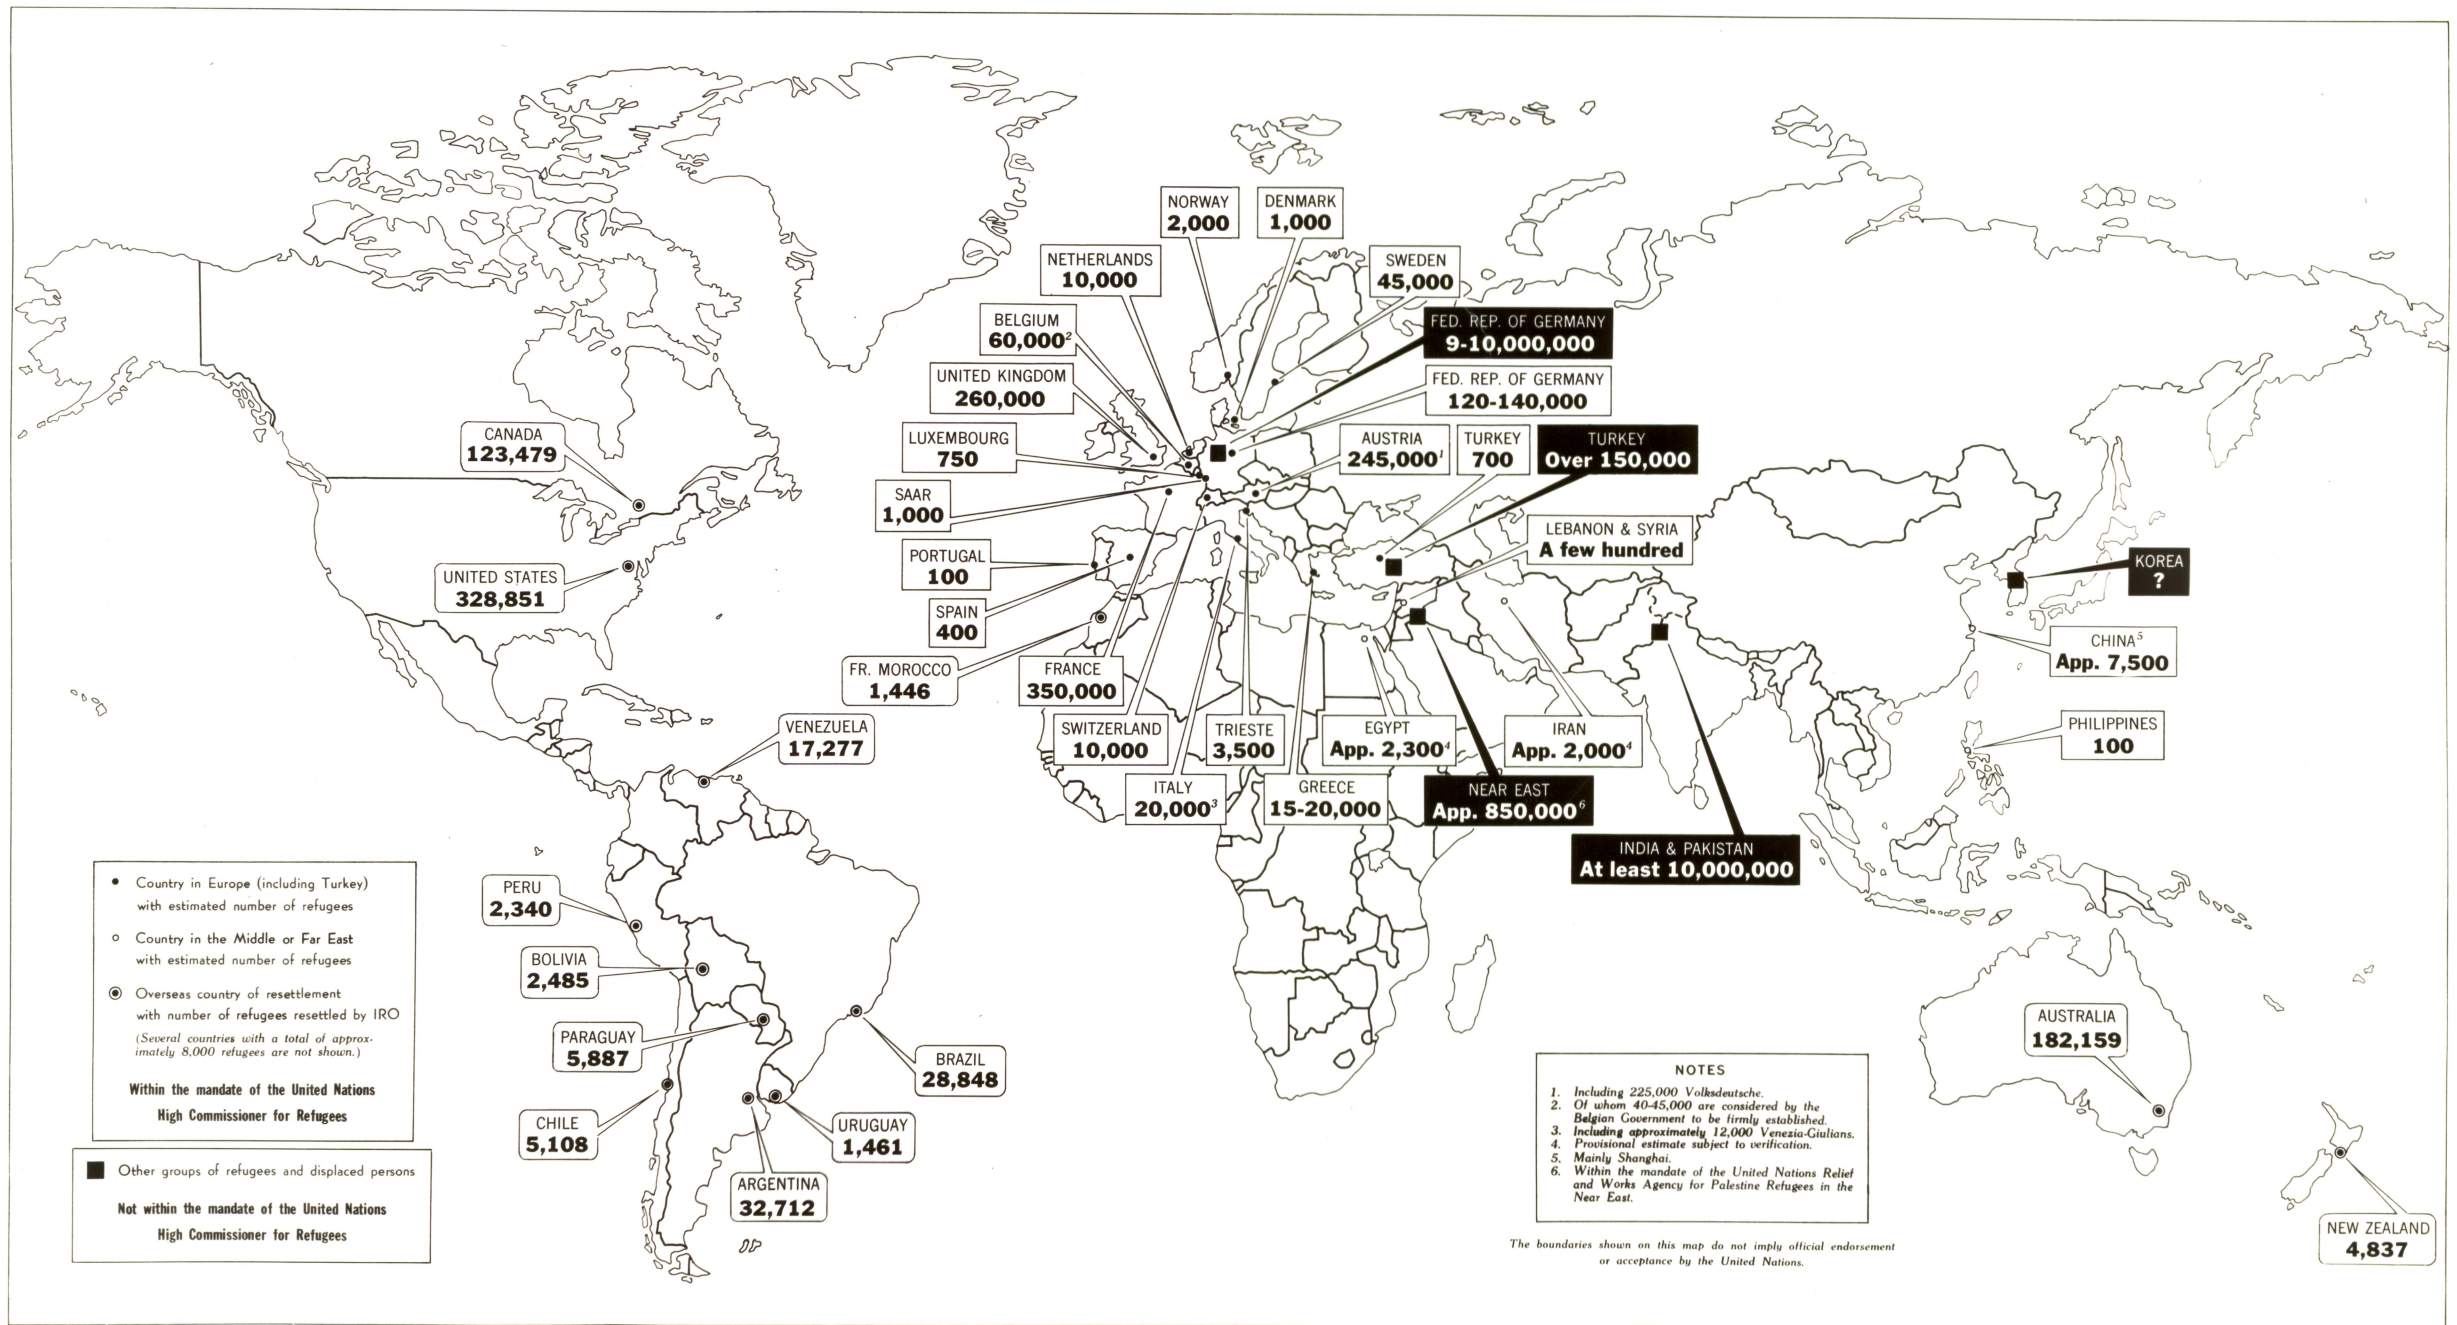 NORWAY
2,000
DENMARK
1,000
NETHERLANDS
10,000
SWEDEN
45,000
BELGIUM
60,000²
FED. REP. OF GERMANY
9-10,000,000
UNITED KINGDOM
260,000
FED. REP. OF GERMANY
120-140,000
CANADA
123,479
LUXEMBOURG
750
AUSTRIA
245,000¹
TURKEY
700
TURKEY
Over 150,000
SAAR
1,000
LEBANON & SYRIA
A few hundred
PORTUGAL
100
KOREA
?
UNITED STATES
328,851
SPAIN
400
CHINA⁵
App. 7,500
FR. MOROCCO
1,446
FRANCE
350,000
VENEZUELA
17,277
SWITZERLAND
10,000
TRIESTE
3,500
EGYPT
App. 2,300⁴
IRAN
App. 2,000⁴
PHILIPPINES
100
ITALY
20,000³
GREECE
15-20,000
NEAR EAST
App. 850,000⁶
INDIA & PAKISTAN
At least 10,000,000
PERU
2,340
BOLIVIA
2,485
PARAGUAY
5,887
BRAZIL
28,848
CHILE
5,108
URUGUAY
1,461
ARGENTINA
32,712
AUSTRALIA
182,159
NEW ZEALAND
4,837
Country in Europe (including Turkey)
with estimated number of refugees
Country in the Middle or Far East
with estimated number of refugees
Overseas country of resettlement
with number of refugees resettled by IRO
(Several countries with a total of approx-
imately 8,000 refugees are not shown.)
Within the mandate of the United Nations
High Commissioner for Refugees
Other groups of refugees and displaced persons
Not within the mandate of the United Nations
High Commissioner for Refugees
NOTES
1. Including 225,000 Volksdeutsche.
2. Of whom 40-45,000 are considered by the
Belgian Government to be firmly established.
3. Including approximately 12,000 Venezia-Giulians.
4. Provisional estimate subject to verification.
5. Mainly Shanghai.
6. Within the mandate of the United Nations Relief
and Works Agency for Palestine Refugees in the
Near East.
The boundaries shown on this map do not imply official endorsement
or acceptance by the United Nations.